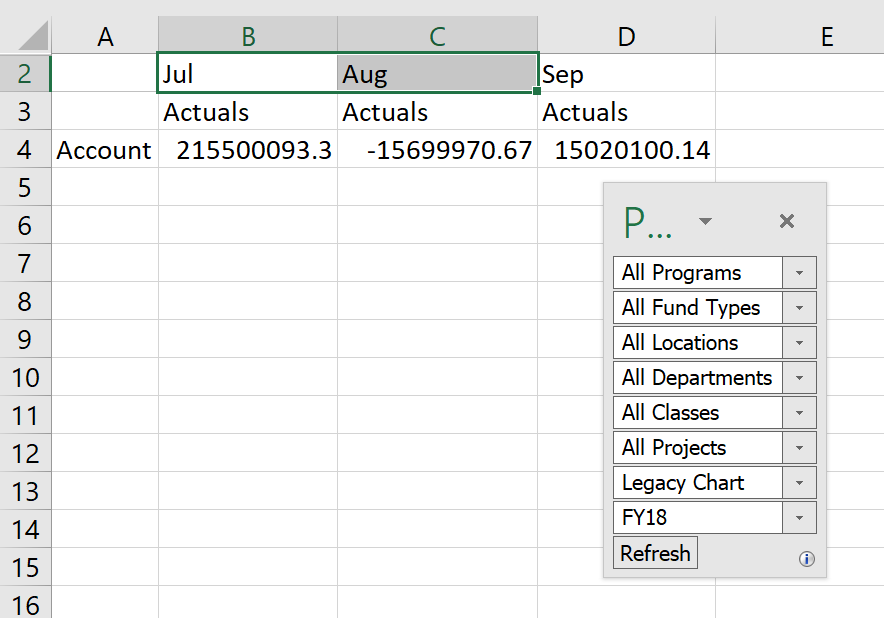 A B C D E
2 Jul Aug Sep
3 Actuals Actuals Actuals
4 Account 215500093.3 -15699970.67 15020100.14
5
6
7
8
9
10
11
12
13
14
15
16
P...
All Programs
All Fund Types
All Locations
All Departments
All Classes
All Projects
Legacy Chart
FY18
Refresh